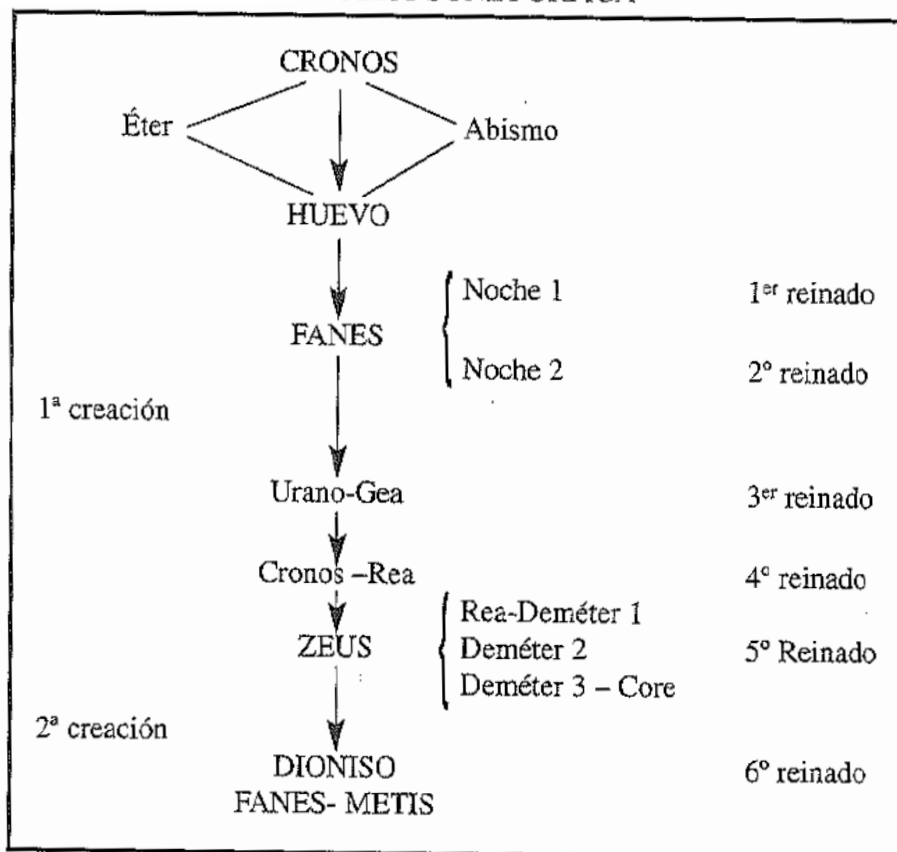 CRONOS
Éter Abismo
HUEVO
Noche 1 1er reinado
FANES
Noche 2 2º reinado
1ª creación
Urano-Gea 3er reinado
Cronos –Rea 4º reinado
Rea-Deméter 1
ZEUS Deméter 2 5º Reinado
Deméter 3 – Core
2ª creación
DIONISO 6º reinado
FANES- METIS